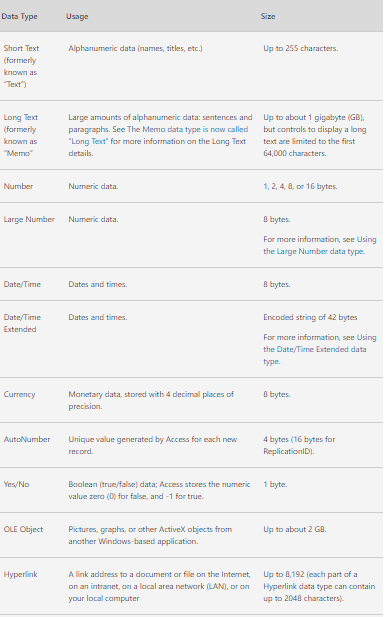 Data Type Usage Size
Short Text Alphanumeric data (names, titles, etc.) Up to 255 characters.
(formerly
known as
"Text")
Long Text Large amounts of alphanumeric data: sentences and Up to about 1 gigabyte (GB),
(formerly paragraphs. See The Memo data type is now called but controls to display a long
known as "Long Text" for more information on the Long Text text are limited to the first
"Memo" details. 64,000 characters.
Number Numeric data. 1, 2, 4, 8, or 16 bytes.
Large Number Numeric data. 8 bytes.
For more information, see Using
the Large Number data type.
Date/Time Dates and times. 8 bytes.
Date/Time Dates and times. Encoded string of 42 bytes
Extended
For more information, see Using
the Date/Time Extended data
type.
Currency Monetary data, stored with 4 decimal places of 8 bytes.
precision.
AutoNumber Unique value generated by Access for each new 4 bytes (16 bytes for
record. ReplicationID).
Yes/No Boolean (true/false) data; Access stores the numeric 1 byte.
value zero (0) for false, and -1 for true.
OLE Object Pictures, graphs, or other ActiveX objects from Up to about 2 GB.
another Windows-based application.
Hyperlink A link address to a document or file on the Internet, Up to 8,192 (each part of a
on an intranet, on a local area network (LAN), or on Hyperlink data type can contain
your local computer up to 2048 characters).